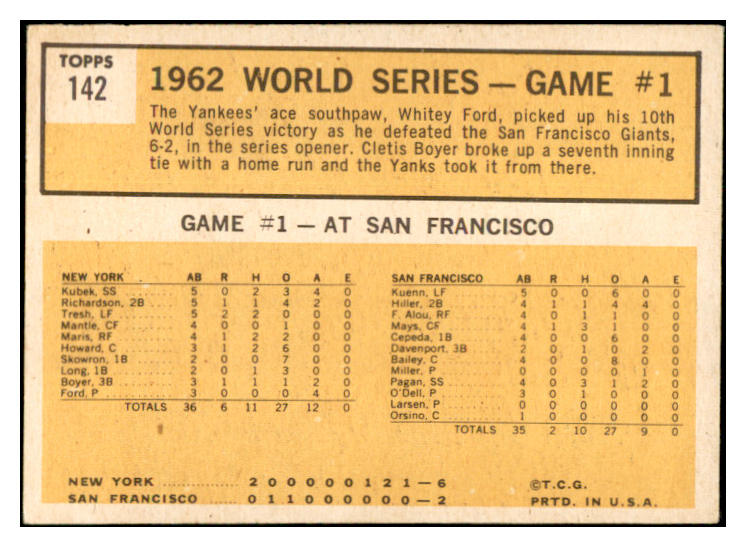 TOPPS
142
1962 WORLD SERIES — GAME #1
The Yankees' ace southpaw, Whitey Ford, picked up his 10th
World Series victory as he defeated the San Francisco Giants,
6-2, in the series opener. Cletis Boyer broke up a seventh inning
tie with a home run and the Yanks took it from there.
GAME #1 — AT SAN FRANCISCO
NEW YORK AB R H O A E
Kubek, SS ........ 5 0 2 3 4 0
Richardson, 2B .... 5 1 1 4 2 0
Tresh, LF ........ 5 2 2 0 0 0
Mantle, CF ........ 4 0 0 1 0 0
Maris, RF ........ 4 1 2 2 0 0
Howard, C ........ 3 1 2 6 0 0
Skowron, 1B ...... 2 0 0 7 0 0
Long, 1B ........ 2 0 1 3 0 0
Boyer, 3B ........ 3 1 1 1 2 0
Ford, P .......... 3 0 0 0 4 0
TOTALS 36 6 11 27 12 0
SAN FRANCISCO AB R H O A E
Kuenn, LF ........ 5 0 0 6 0 0
Hiller, 2B ........ 4 1 1 4 4 0
F. Alou, RF ...... 4 0 1 1 0 0
Mays, CF ........ 4 1 3 1 0 0
Cepeda, 1B ...... 4 0 0 6 0 0
Davenport, 3B .... 2 0 1 0 2 0
Bailey, C ........ 4 0 0 8 0 0
Miller, P ........ 0 0 0 0 1 0
Pagan, SS ........ 4 0 3 1 2 0
O'Dell, P ........ 3 0 1 0 0 0
Larsen, P ........ 0 0 0 0 0 0
Orsino, C ........ 1 0 0 0 0 0
TOTALS 35 2 10 27 9 0
NEW YORK .............. 2 0 0 0 0 0 1 2 1 — 6
SAN FRANCISCO ..... 0 1 1 0 0 0 0 0 0 — 2
©T.C.G.
PRTD. IN U.S.A.